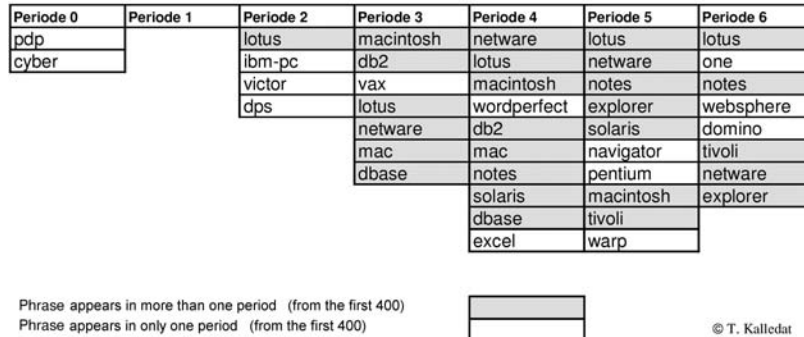 Periode 0 Periode 1 Periode 2 Periode 3 Periode 4 Periode 5 Periode 6
pdp lotus macintosh netware lotus lotus
cyber ibm-pc db2 lotus netware one
victor vax macintosh notes notes
dps lotus wordperfect explorer websphere
netware db2 solaris domino
mac mac navigator tivoli
dbase notes pentium netware
solaris macintosh explorer
dbase tivoli
excel warp
Phrase appears in more than one period (from the first 400)
Phrase appears in only one period (from the first 400)
© T. Kalledat